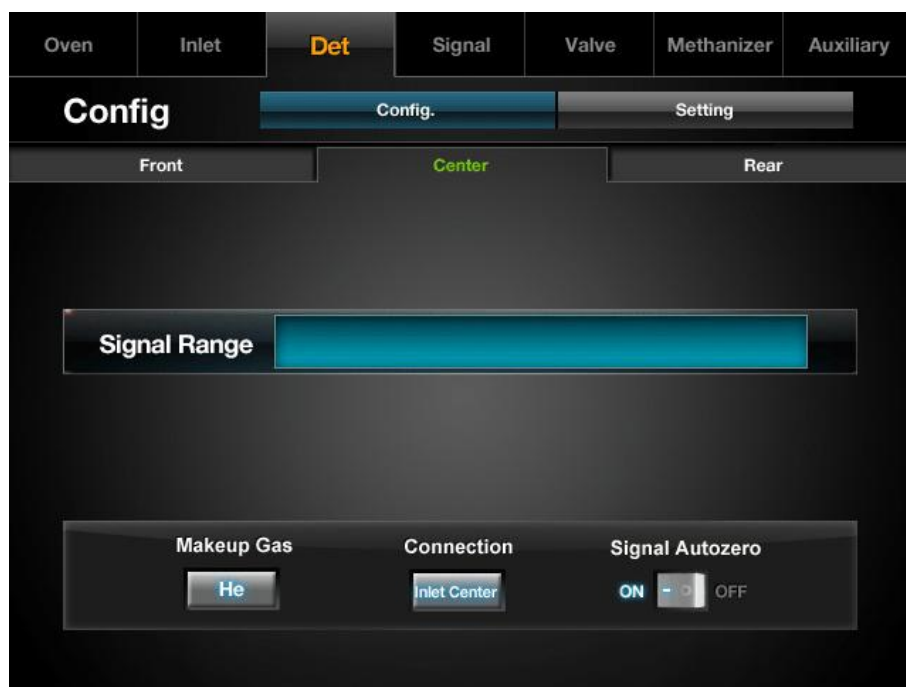 Oven Inlet Det Signal Valve Methanizer Auxiliary
Config Config. Setting
Front Center Rear
Signal Range
Makeup Gas Connection Signal Autozero
He Inlet Center ON OFF